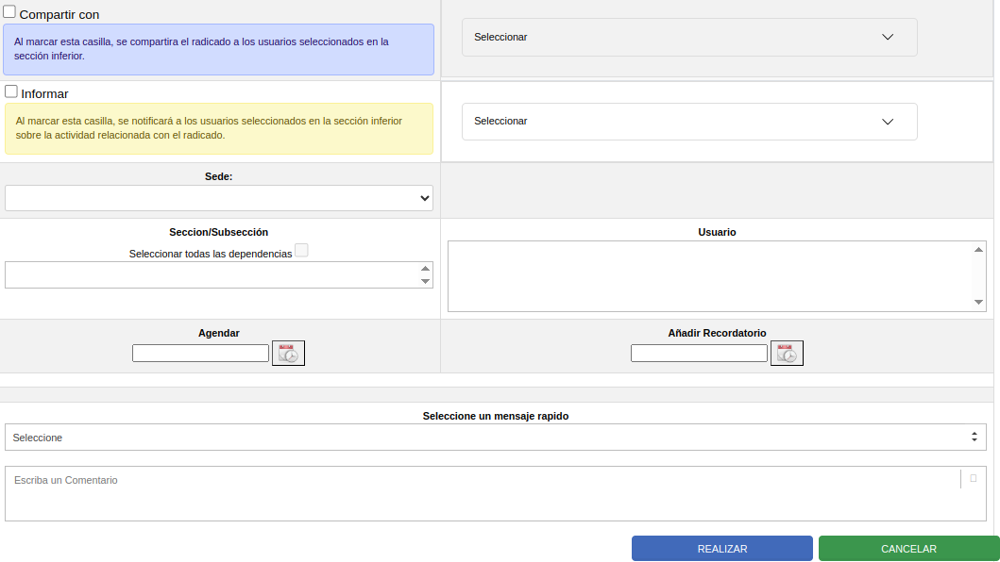 Compartir con
Al marcar esta casilla, se compartira el radicado a los usuarios seleccionados en la
sección inferior.
Seleccionar
Informar
Al marcar esta casilla, se notificará a los usuarios seleccionados en la sección inferior
sobre la actividad relacionada con el radicado.
Seleccionar
Sede:
Seccion/Subsección
Seleccionar todas las dependencias
Usuario
Agendar
Añadir Recordatorio
Seleccione un mensaje rapido
Seleccione
Escriba un Comentario
REALIZAR
CANCELAR